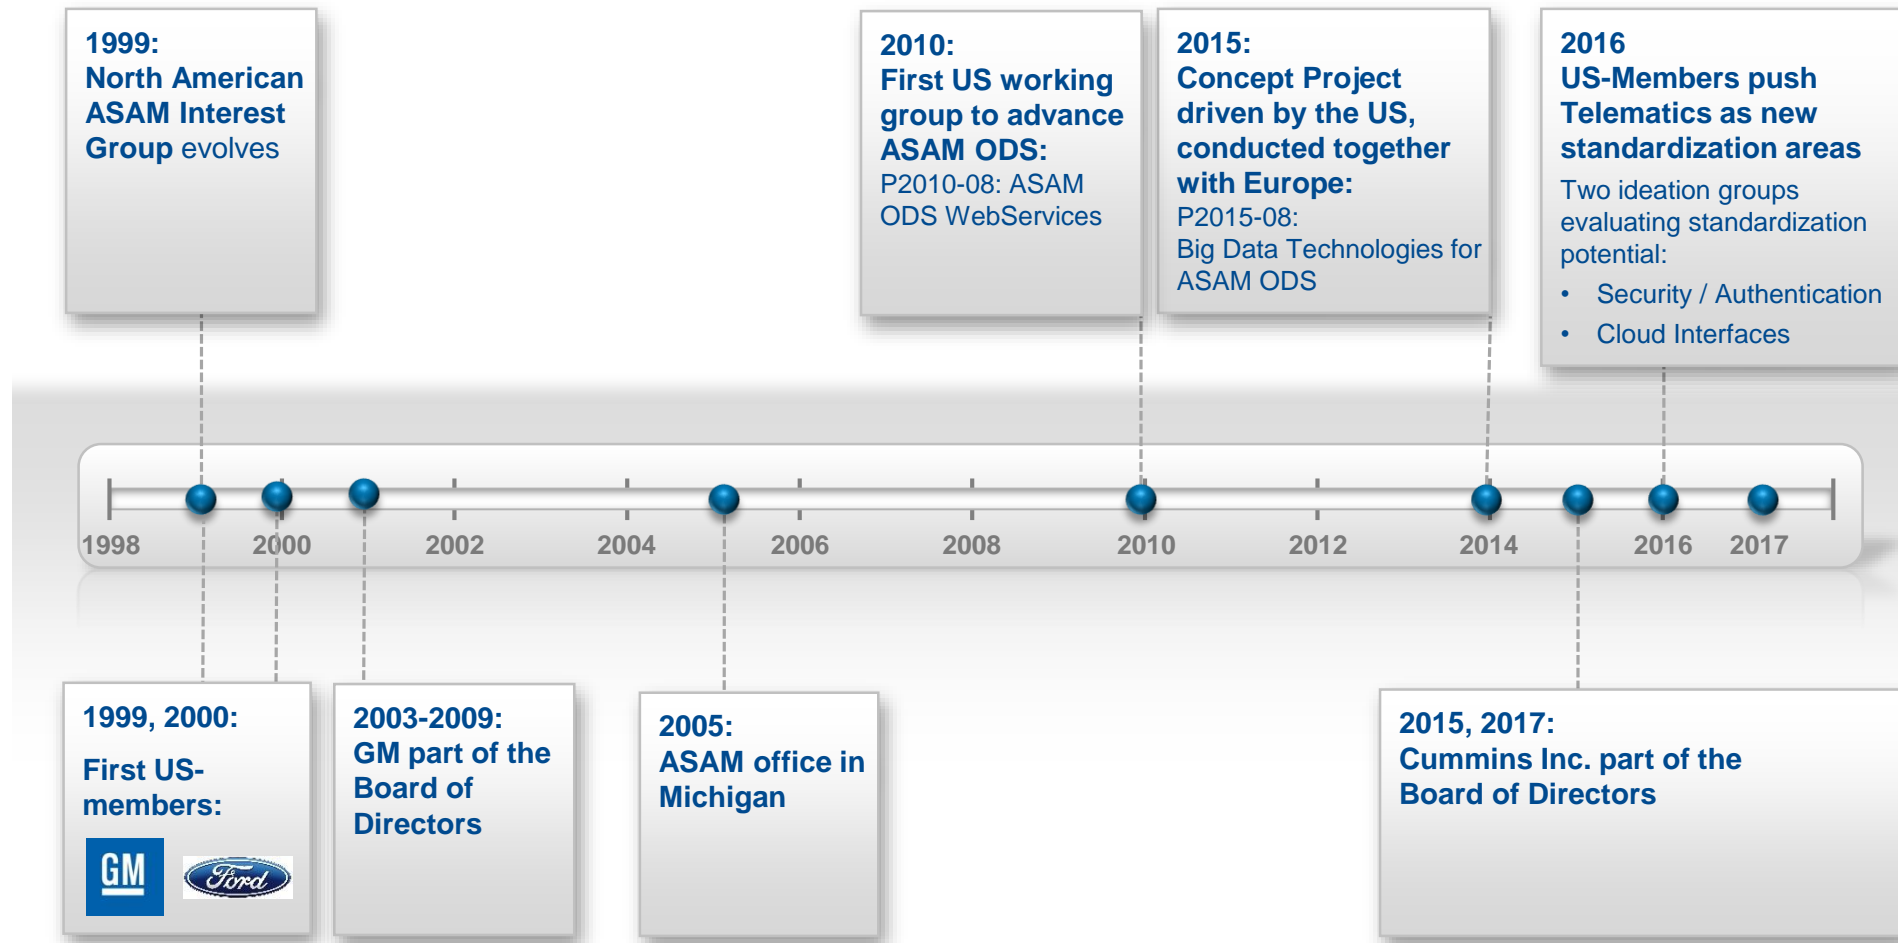 1999:
North American
ASAM Interest
Group evolves
2010:
First US working
group to advance
ASAM ODS:
P2010-08: ASAM
ODS WebServices
2015:
Concept Project
driven by the US,
conducted together
with Europe:
P2015-08:
Big Data Technologies for
ASAM ODS
2016
US-Members push
Telematics as new
standardization areas
Two ideation groups
evaluating standardization
potential:
• Security / Authentication
• Cloud Interfaces
1998 2000 2002 2004 2006 2008 2010 2012 2014 2016 2017
1999, 2000:
First US-
members:
GM Ford
2003-2009:
GM part of the
Board of
Directors
2005:
ASAM office in
Michigan
2015, 2017:
Cummins Inc. part of the
Board of Directors